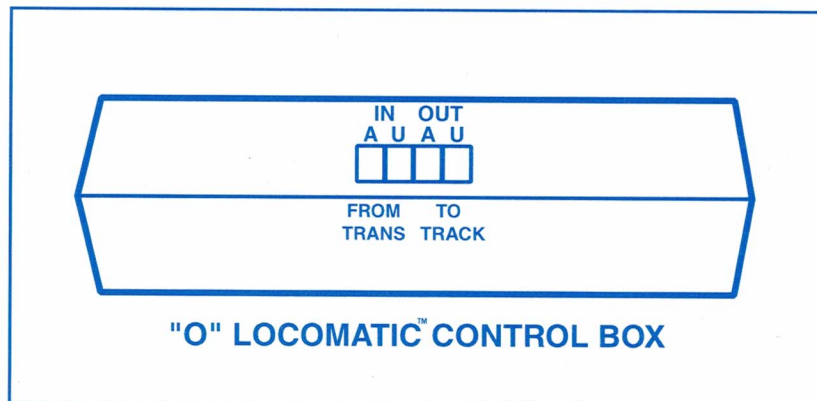 IN OUT
A U A U
FROM TO
TRANS TRACK
"O" LOCOMATIC™ CONTROL BOX